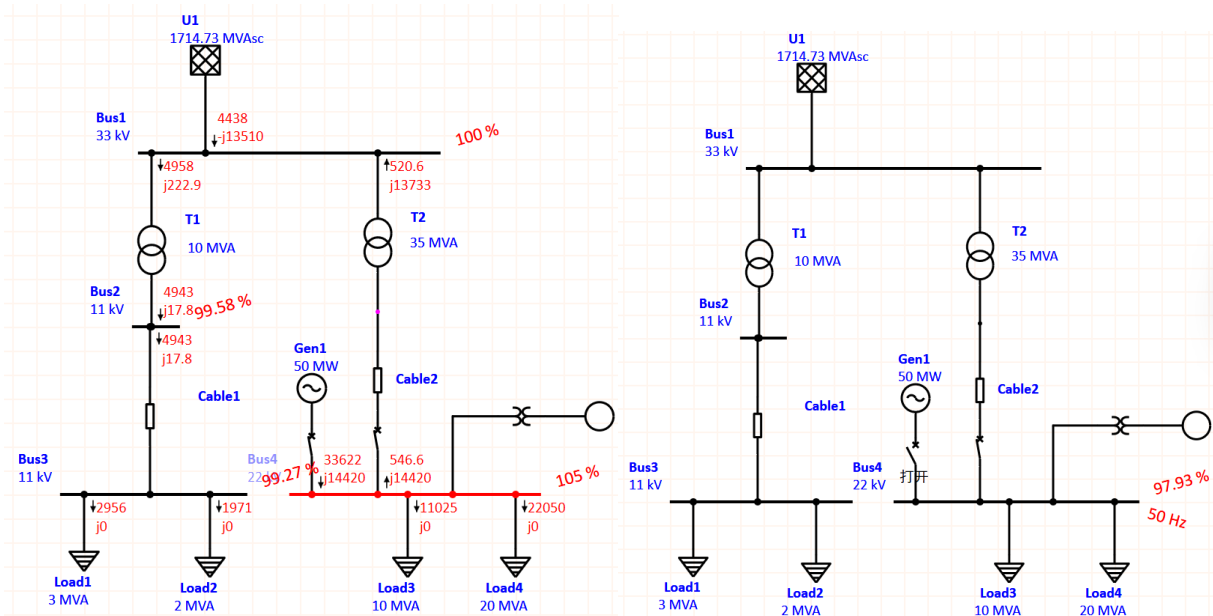 U1
1714.73 MVAsc
4438
-j13510
Bus1
33 kV
100 %
4958
j222.9
520.6
j13733
T1
10 MVA
T2
35 MVA
Bus2
11 kV
4943
j17.8
99.58 %
4943
j17.8
Gen1
50 MW
Cable1
Cable2
Bus3
11 kV
99.27 %
Bus4
33622
j14420
546.6
j14420
105 %
2956
j0
1971
j0
11025
j0
22050
j0
Load1
3 MVA
Load2
2 MVA
Load3
10 MVA
Load4
20 MVA
U1
1714.73 MVAsc
Bus1
33 kV
T1
10 MVA
T2
35 MVA
Bus2
11 kV
Gen1
50 MW
Cable1
Cable2
Bus3
11 kV
Bus4
22 kV
打开
97.93 %
50 Hz
Load1
3 MVA
Load2
2 MVA
Load3
10 MVA
Load4
20 MVA